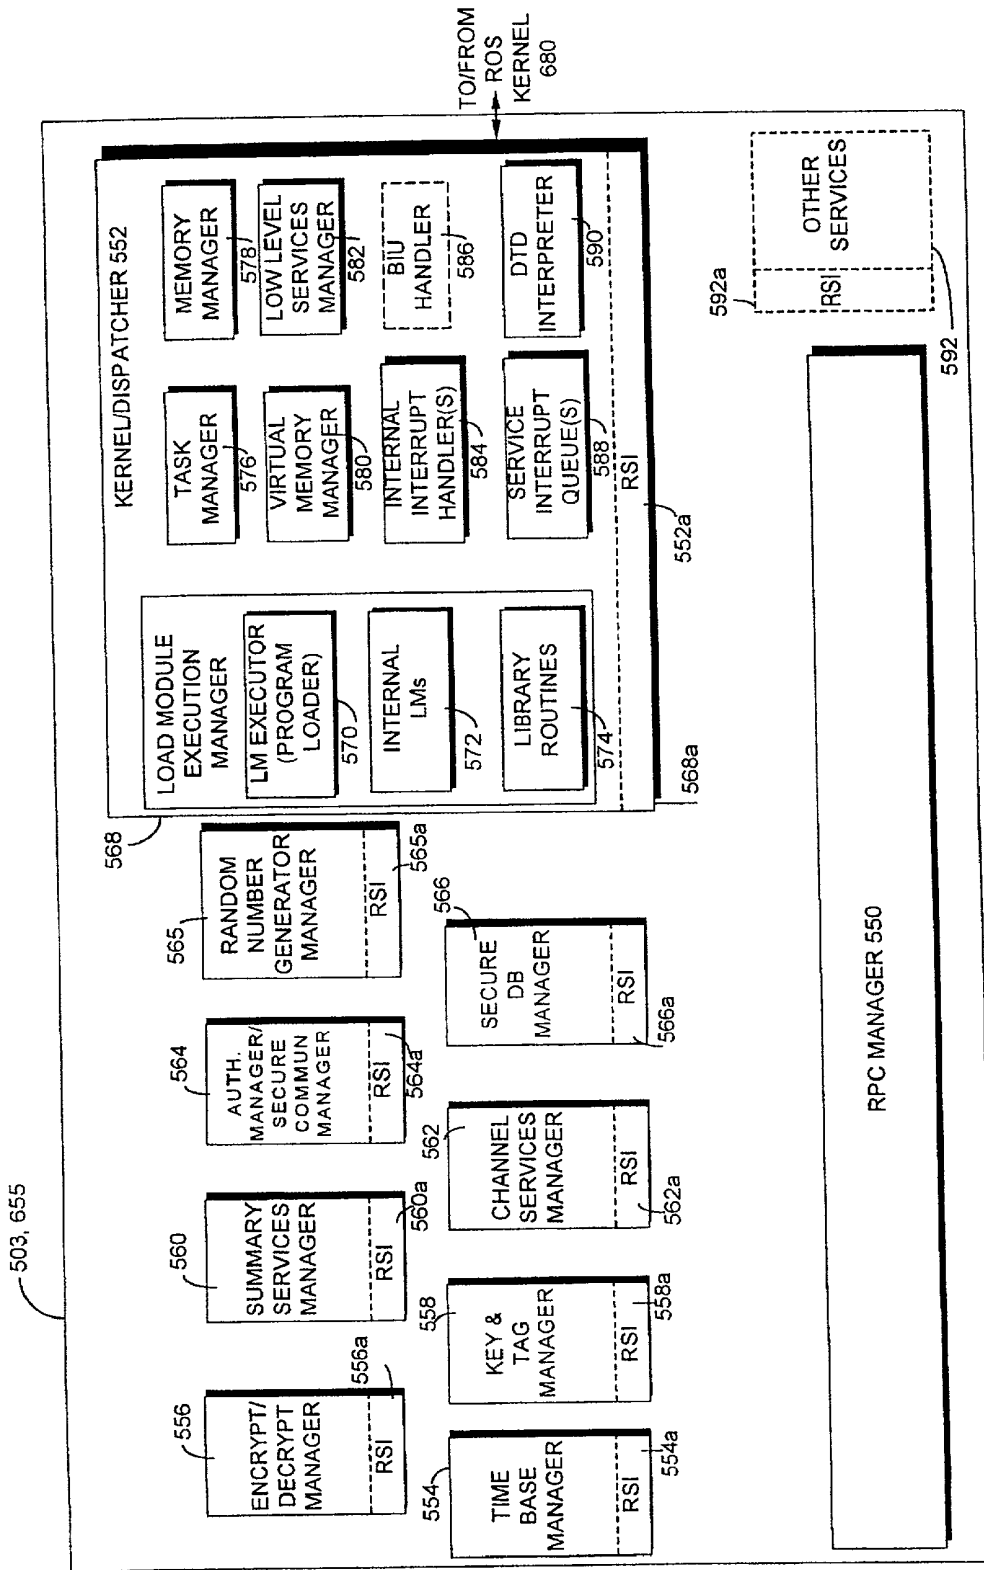 503, 655
KERNEL/DISPATCHER 552
568
LOAD MODULE
EXECUTION
MANAGER
LM EXECUTOR
(PROGRAM
LOADER)
570
INTERNAL
LMs
572
LIBRARY
ROUTINES
574
568a
TASK
MANAGER
576
MEMORY
MANAGER
578
VIRTUAL
MEMORY
MANAGER
580
LOW LEVEL
SERVICES
MANAGER
582
INTERNAL
INTERRUPT
HANDLER(S)
584
BIU
HANDLER
586
SERVICE
INTERRUPT
QUEUE(S)
588
DTD
INTERPRETER
590
RSI
552a
TO/FROM
ROS
KERNEL
680
556
ENCRYPT/
DECRYPT
MANAGER
RSI
556a
560
SUMMARY
SERVICES
MANAGER
RSI
560a
564
AUTH.
MANAGER/
SECURE
COMMUN
MANAGER
RSI
564a
565
RANDOM
NUMBER
GENERATOR
MANAGER
RSI
565a
554
TIME
BASE
MANAGER
RSI
554a
558
KEY &
TAG
MANAGER
RSI
558a
562
CHANNEL
SERVICES
MANAGER
RSI
562a
566
SECURE
DB
MANAGER
RSI
566a
592a
OTHER
SERVICES
RSI
592
RPC MANAGER 550